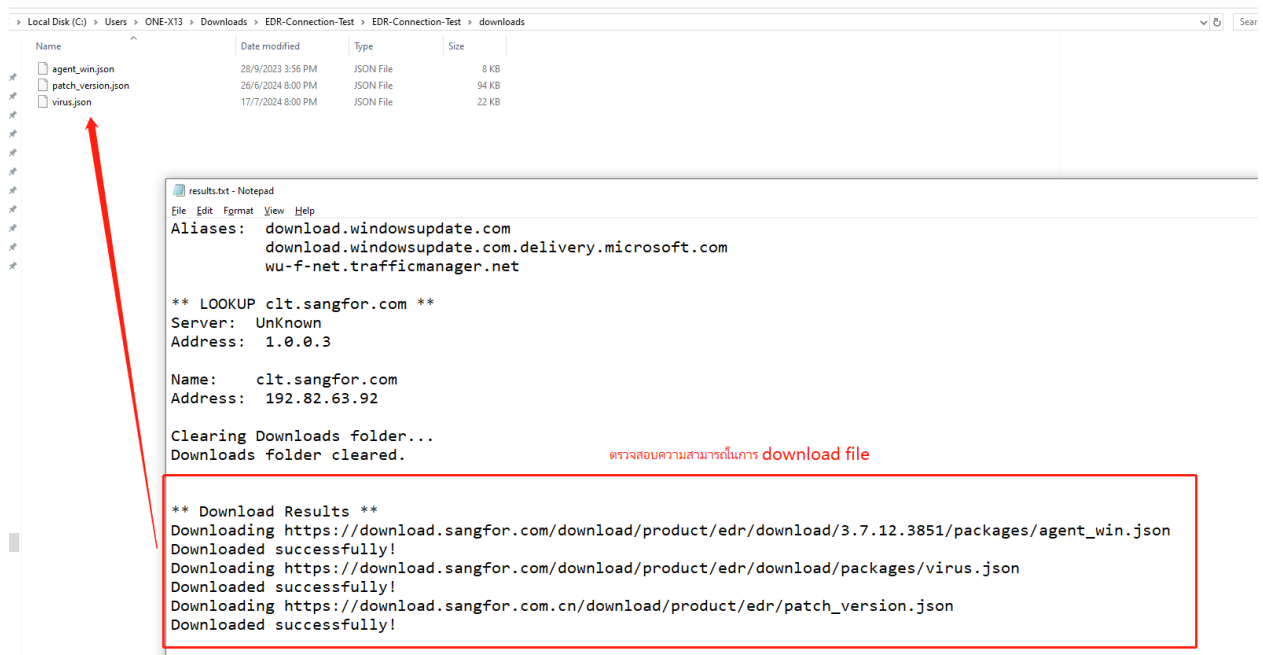 > Local Disk (C:) > Users > ONE-X13 > Downloads > EDR-Connection-Test > EDR-Connection-Test > downloads
Sear
Name Date modified Type Size
agent_win.json 28/9/2023 3:56 PM JSON File 8 KB
patch_version.json 26/6/2024 8:00 PM JSON File 94 KB
virus.json 17/7/2024 8:00 PM JSON File 22 KB
results.txt - Notepad
File Edit Format View Help
Aliases: download.windowsupdate.com
download.windowsupdate.com.delivery.microsoft.com
wu-f-net.trafficmanager.net
** LOOKUP clt.sangfor.com **
Server: UnKnown
Address: 1.0.0.3
Name: clt.sangfor.com
Address: 192.82.63.92
Clearing Downloads folder...
Downloads folder cleared.
ตรวจสอบความสามารถในการ download file
** Download Results **
Downloading https://download.sangfor.com/download/product/edr/download/3.7.12.3851/packages/agent_win.json
Downloaded successfully!
Downloading https://download.sangfor.com/download/product/edr/download/packages/virus.json
Downloaded successfully!
Downloading https://download.sangfor.com.cn/download/product/edr/patch_version.json
Downloaded successfully!